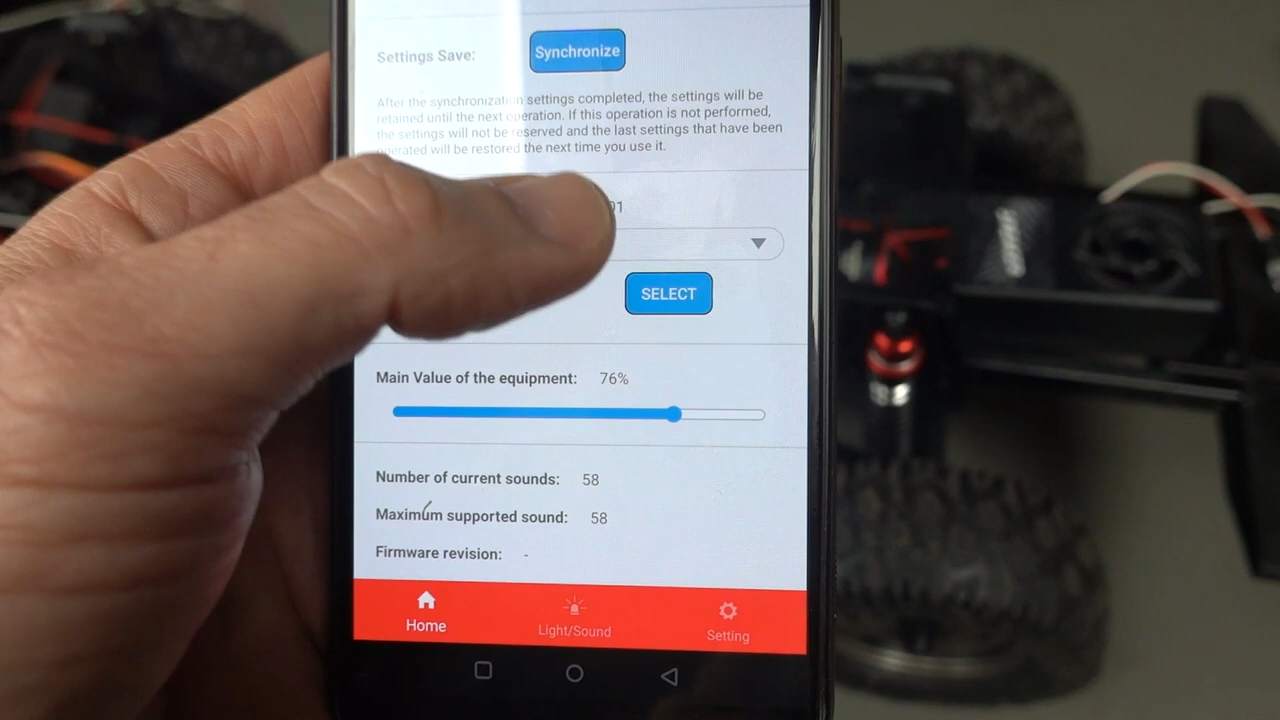 Settings Save:
Synchronize
After the synchronization settings completed, the settings will be
retained until the next operation. If this operation is not performed,
the settings will not be reserved and the last settings that have been
operated will be restored the next time you use it.
SELECT
Main Value of the equipment: 76%
Number of current sounds: 58
Maximum supported sound: 58
Firmware revision: -
Home
Light/Sound
Setting